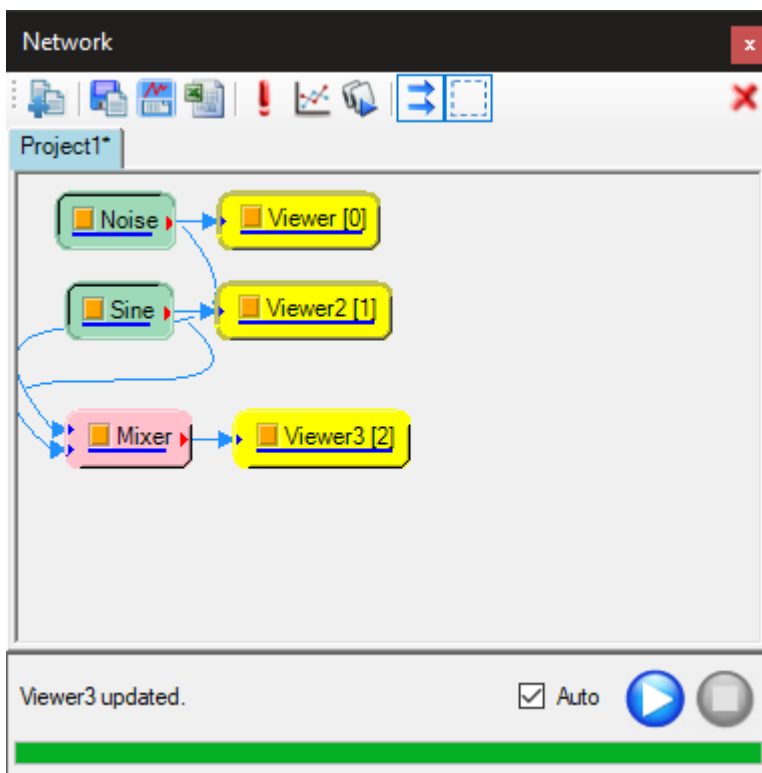 Network
x
Project1*
Noise
Viewer [0]
Sine
Viewer2 [1]
Mixer
Viewer3 [2]
Viewer3 updated.
Auto